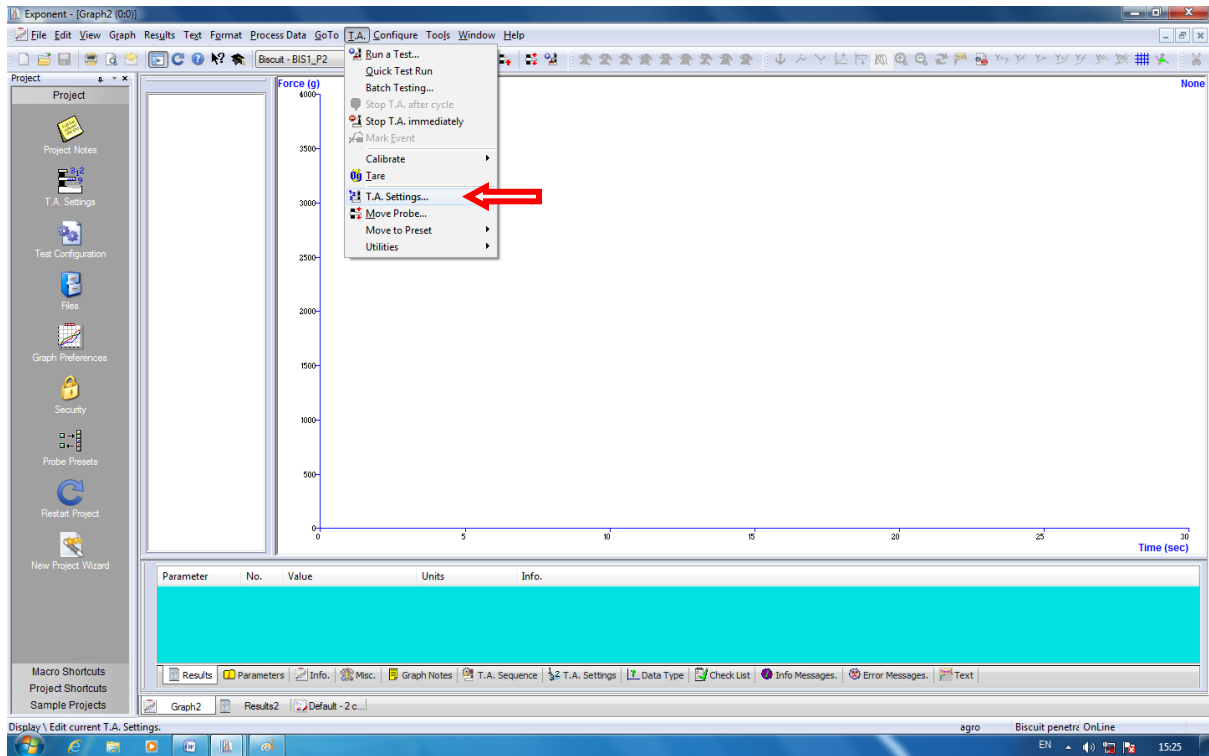 Exponent - [Graph2 (0:0)]
File Edit View Graph Results Text Format Process Data GoTo T.A. Configure Tools Window Help
Biscuit - BIS1_P2
Project
Project
Project Notes
T.A. Settings
Test Configuration
Files
Graph Preferences
Security
Probe Presets
Restart Project
New Project Wizard
Macro Shortcuts
Project Shortcuts
Sample Projects
Run a Test...
Quick Test Run
Batch Testing...
Stop T.A. after cycle
Stop T.A. immediately
Mark Event
Calibrate
Tare
T.A. Settings...
Move Probe...
Move to Preset
Utilities
Force (g)
None
4000
3500
3000
2500
2000
1500
1000
500
0
0 5 10 15 20 25 30
Time (sec)
Parameter No. Value Units Info.
Results Parameters Info. Misc. Graph Notes T.A. Sequence T.A. Settings Data Type Check List Info Messages. Error Messages. Text
Graph2 Results2 Default - 2 c...
Display \ Edit current T.A. Settings. agro Biscuit penetra OnLine
EN 15:25